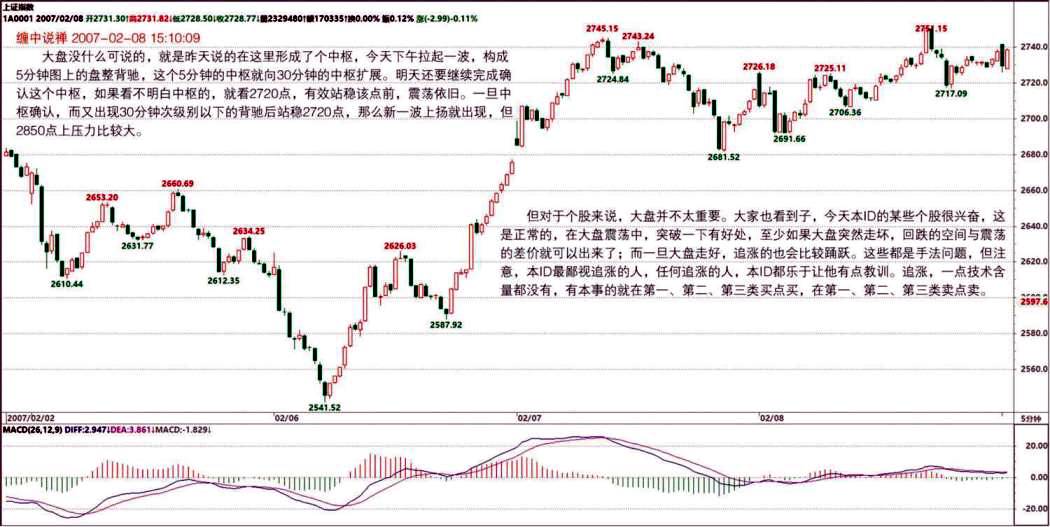 上证指数
1A0001 2007/02/08 开2731.30↑高2731.82↓低2728.50↓收2728.77↓量2329480↑额170335↑换0.00% 振0.12% 涨(-2.99)-0.11%
缠中说禅 2007-02-08 15:10:09
大盘没什么可说的，就是昨天说的在这里形成了个中枢，今天下午拉起一波，构成
5分钟图上的盘整背驰，这个5分钟的中枢就向30分钟的中枢扩展。明天还要继续完成确
认这个中枢，如果看不明白中枢的，就看2720点，有效站稳该点前，震荡依旧。一旦中
枢确认，而又出现30分钟次级别以下的背驰后站稳2720点，那么新一波上扬就出现，但
2850点上压力比较大。
2745.15
2743.24
2751.15
2740.0
2724.84
2726.18
2725.11
2717.09
2720.0
2706.36
2700.0
2691.66
2681.52
2680.0
2660.69
2660.0
2653.20
2640.0
2631.77
2634.25
2626.03
2620.0
2610.44
2612.35
2600.0
2597.6
2587.92
2580.0
2560.0
2541.52
2540.0
但对于个股来说，大盘并不太重要。大家也看到子，今天本ID的某些个股很兴奋，这
是正常的，在大盘震荡中，突破一下有好处，至少如果大盘突然走坏，回跌的空间与震荡
的差价就可以出来了；而一旦大盘走好，追涨的也会比较踊跃。这些都是手法问题，但注
意，本ID最鄙视追涨的人，任何追涨的人，本ID都乐于让他有点教训。追涨，一点技术含
量都没有，有本事的就在第一、第二、第三类买点买，在第一、第二、第三类卖点卖。
2007/02/02
02/06
02/07
02/08
5分钟
MACD(26,12,9) DIFF:2.947↓DEA:3.861↓MACD:-1.829↓
20.00
0.00
-20.00